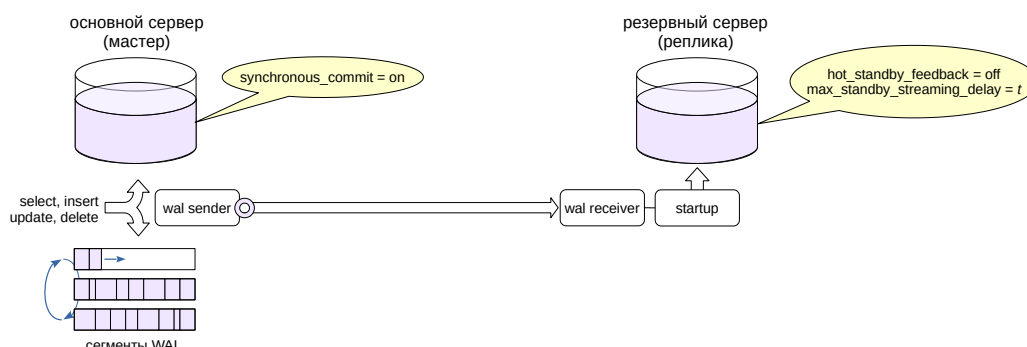 основной сервер
(мастер)
резервный сервер
(реплика)
synchronous_commit = on
hot_standby_feedback = off
max_standby_streaming_delay = t
select, insert
update, delete
wal sender
wal receiver
startup
сегменты WAL